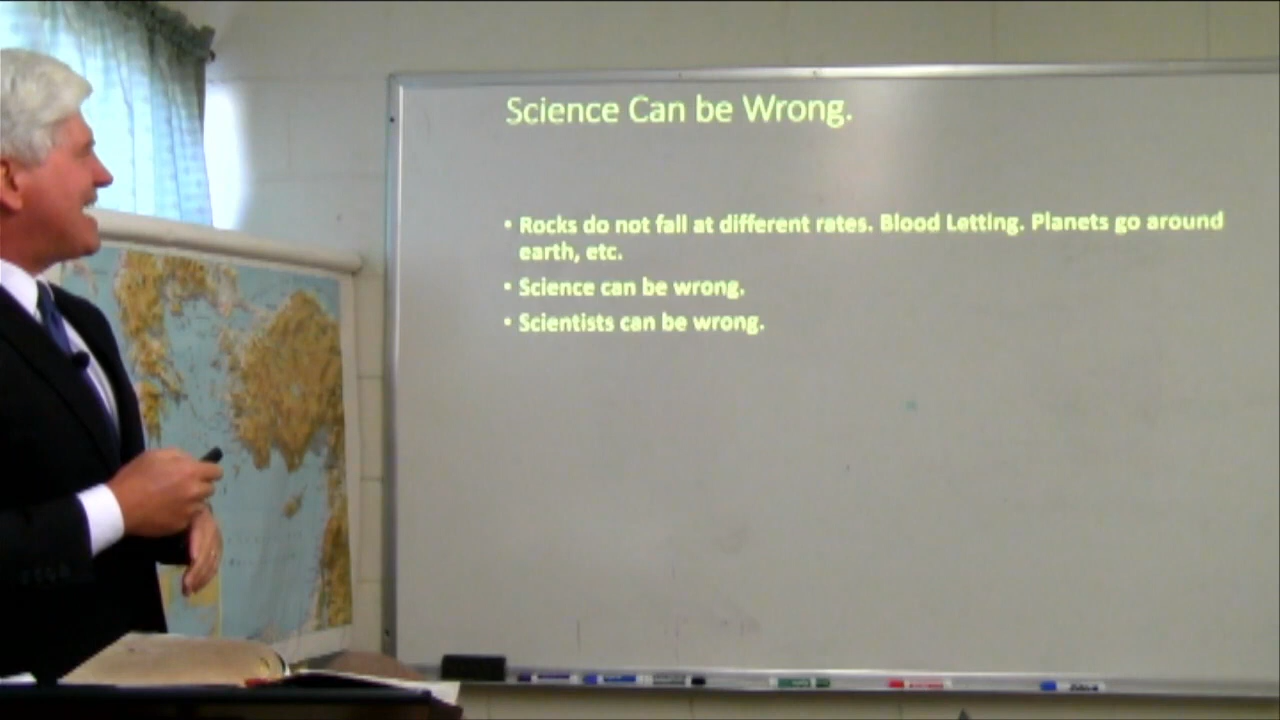 Science Can be Wrong.
• Rocks do not fall at different rates. Blood Letting. Planets go around
earth, etc.
• Science can be wrong.
• Scientists can be wrong.